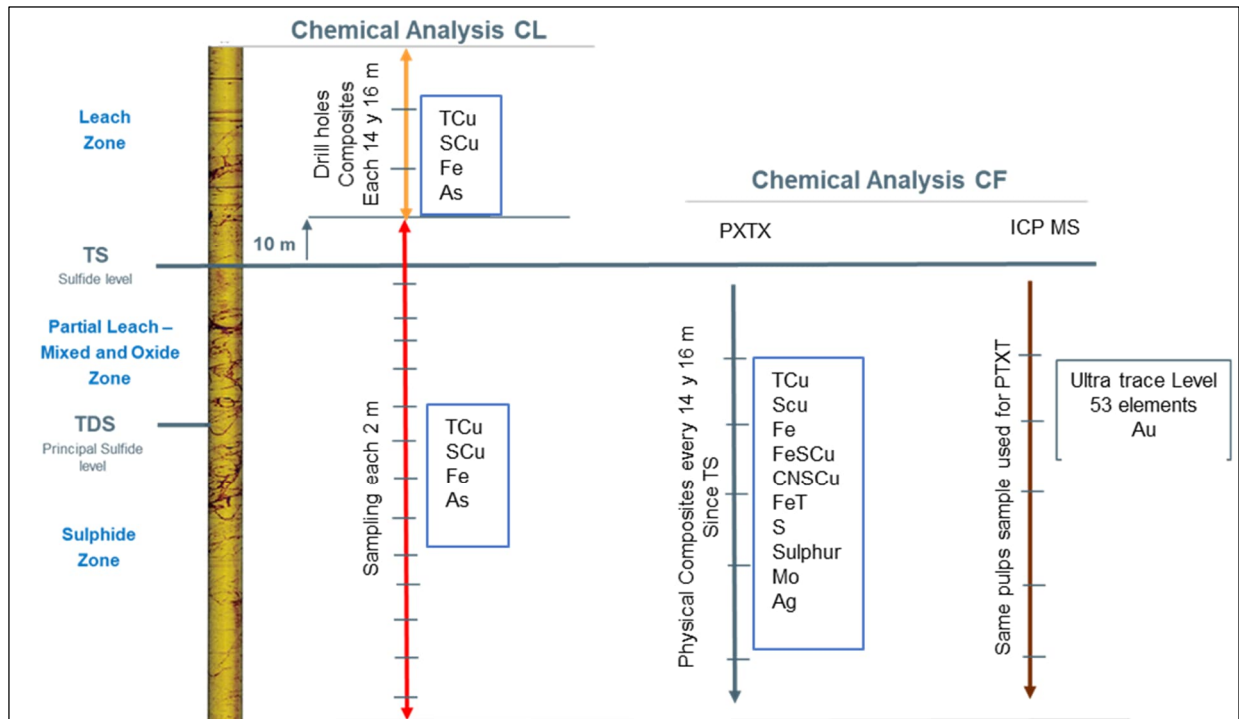 Chemical Analysis CL
Leach
Zone
Drill holes
Composites
Each 14 y 16 m
TCu
SCu
Fe
As
10 m
TS
Sulfide level
Partial Leach –
Mixed and Oxide
Zone
TDS
Principal Sulfide
level
Sulphide
Zone
Sampling each 2 m
TCu
SCu
Fe
As
Chemical Analysis CF
PXTX
ICP MS
Physical Composites every 14 y 16 m
Since TS
TCu
Scu
Fe
FeSCu
CNSCu
FeT
S
Sulphur
Mo
Ag
Same pulps sample used for PTXT
Ultra trace Level
53 elements
Au